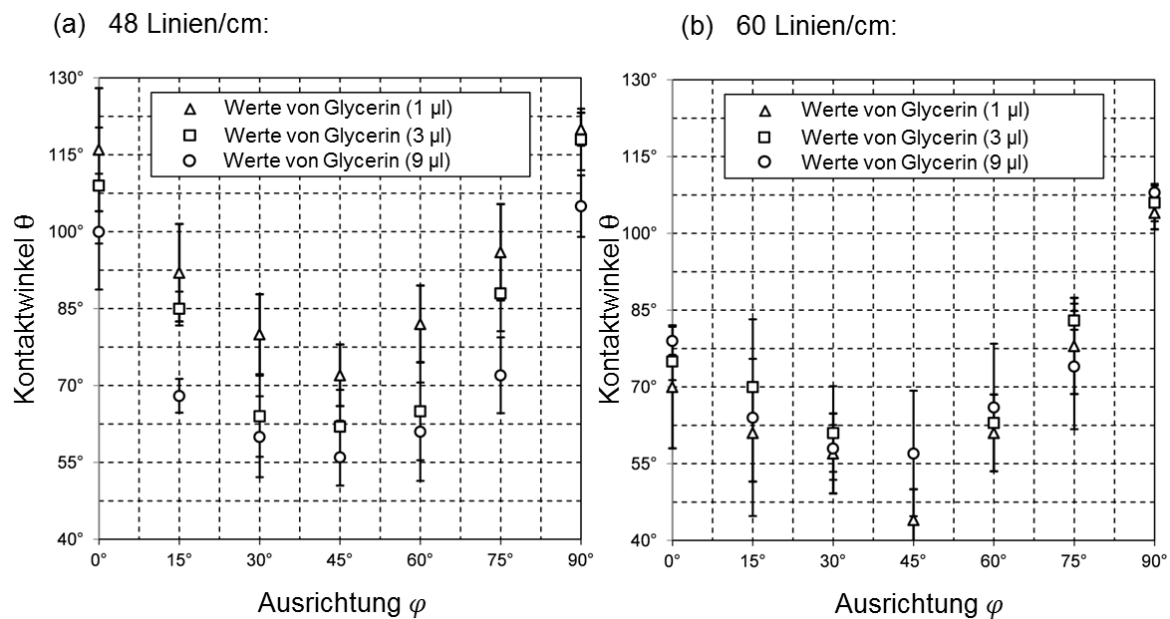 (a) 48 Linien/cm:
130°
115°
100°
85°
70°
55°
40°
Kontaktwinkel θ
Werte von Glycerin (1 µl)
Werte von Glycerin (3 µl)
Werte von Glycerin (9 µl)
0° 15° 30° 45° 60° 75° 90°
Ausrichtung φ
(b) 60 Linien/cm:
130°
115°
100°
85°
70°
55°
40°
Kontaktwinkel θ
Werte von Glycerin (1 µl)
Werte von Glycerin (3 µl)
Werte von Glycerin (9 µl)
0° 15° 30° 45° 60° 75° 90°
Ausrichtung φ